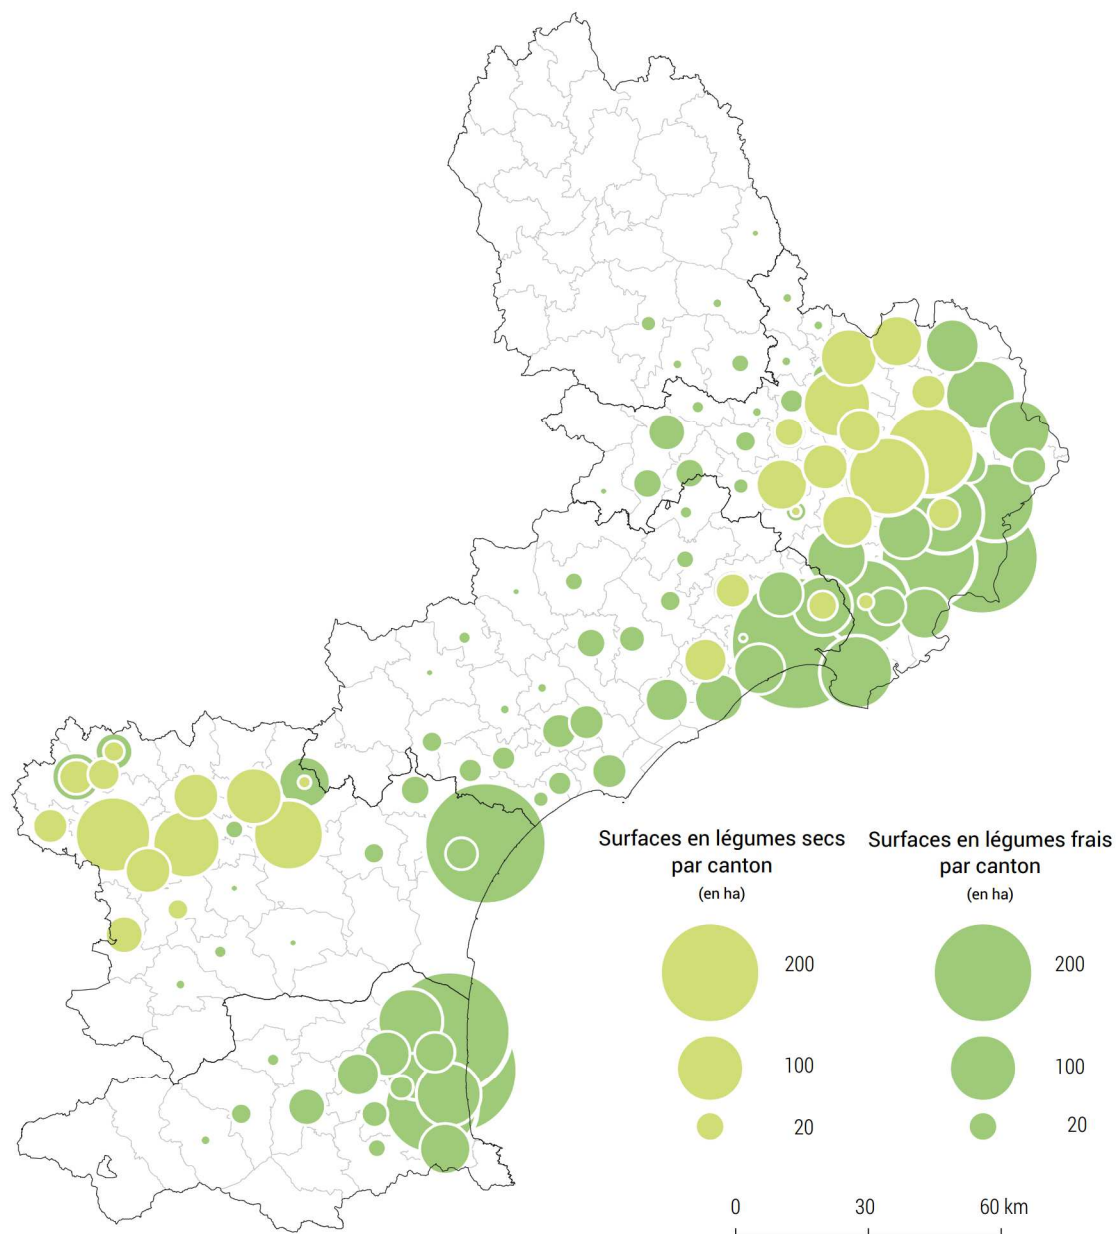 Surfaces en légumes secs
par canton
(en ha)
200
100
20
Surfaces en légumes frais
par canton
(en ha)
200
100
20
0 30 60 km